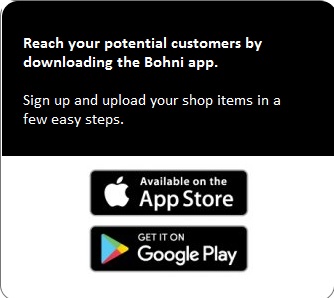 Reach your potential customers by
downloading the Bohni app.
Sign up and upload your shop items in a
few easy steps.
Available on the
App Store
GET IT ON
Google Play